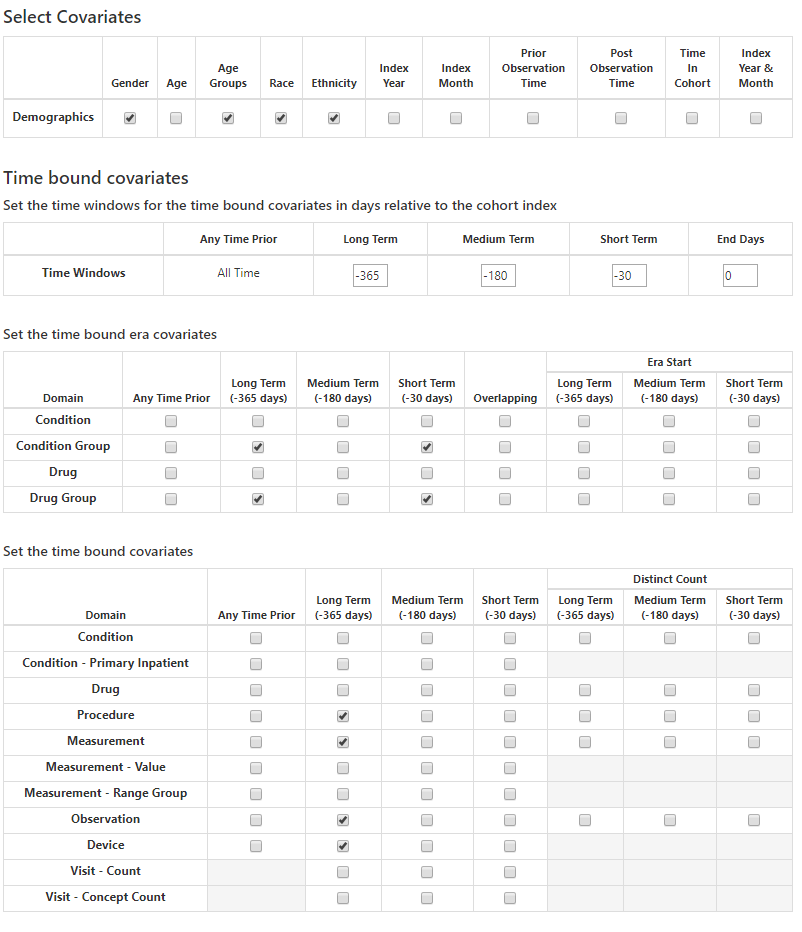 Select Covariates
Gender Age Age Groups Race Ethnicity Index Year Index Month Prior Observation Time Post Observation Time Time In Cohort Index Year & Month
Demographics
Time bound covariates
Set the time windows for the time bound covariates in days relative to the cohort index
Any Time Prior Long Term Medium Term Short Term End Days
Time Windows All Time -365 -180 -30 0
Set the time bound era covariates
Era Start
Domain Any Time Prior Long Term (-365 days) Medium Term (-180 days) Short Term (-30 days) Overlapping Long Term (-365 days) Medium Term (-180 days) Short Term (-30 days)
Condition
Condition Group
Drug
Drug Group
Set the time bound covariates
Distinct Count
Domain Any Time Prior Long Term (-365 days) Medium Term (-180 days) Short Term (-30 days) Long Term (-365 days) Medium Term (-180 days) Short Term (-30 days)
Condition
Condition - Primary Inpatient
Drug
Procedure
Measurement
Measurement - Value
Measurement - Range Group
Observation
Device
Visit - Count
Visit - Concept Count